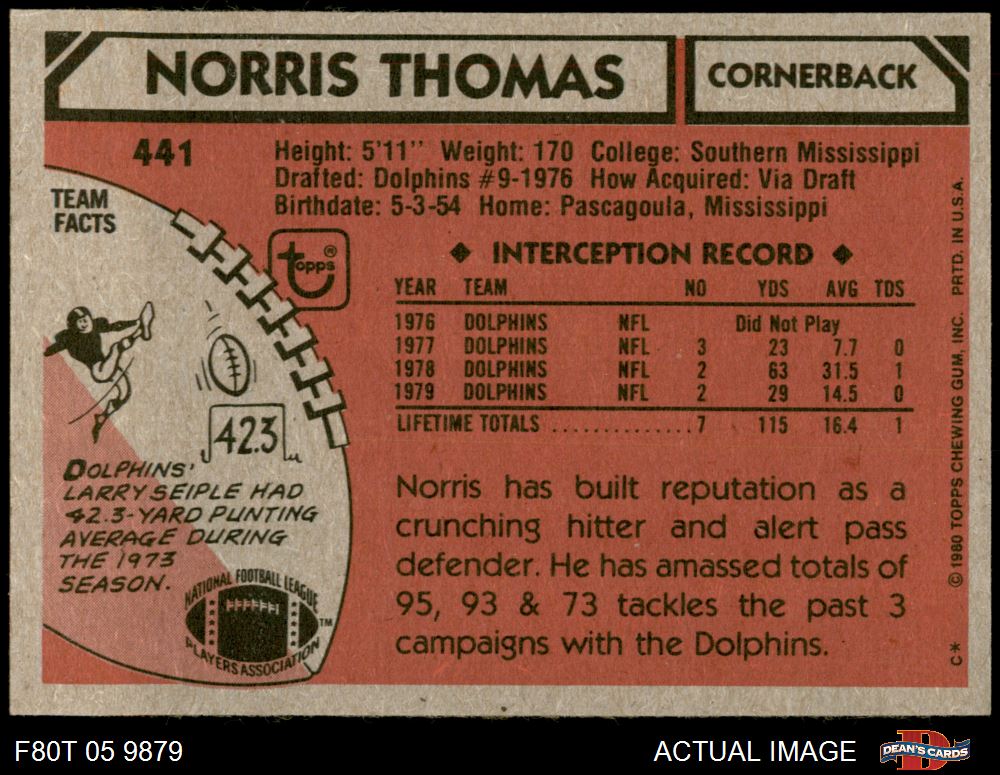 NORRIS THOMAS
CORNERBACK
441
Height: 5'11" Weight: 170 College: Southern Mississippi
Drafted: Dolphins #9-1976 How Acquired: Via Draft
Birthdate: 5-3-54 Home: Pascagoula, Mississippi
TEAM
FACTS
topps ®
◆ INTERCEPTION RECORD ◆
YEAR TEAM NO YDS AVG TDS
1976 DOLPHINS NFL Did Not Play
1977 DOLPHINS NFL 3 23 7.7 0
1978 DOLPHINS NFL 2 63 31.5 1
1979 DOLPHINS NFL 2 29 14.5 0
LIFETIME TOTALS .............. 7 115 16.4 1
42.3
DOLPHINS'
LARRY SEIPLE HAD
42.3-YARD PUNTING
AVERAGE DURING
THE 1973
SEASON.
NATIONAL FOOTBALL LEAGUE
PLAYERS ASSOCIATION
TM
Norris has built reputation as a
crunching hitter and alert pass
defender. He has amassed totals of
95, 93 & 73 tackles the past 3
campaigns with the Dolphins.
C* © 1980 TOPPS CHEWING GUM, INC. PRTD. IN U.S.A.
F80T 05 9879
ACTUAL IMAGE
DEAN'S CARDS